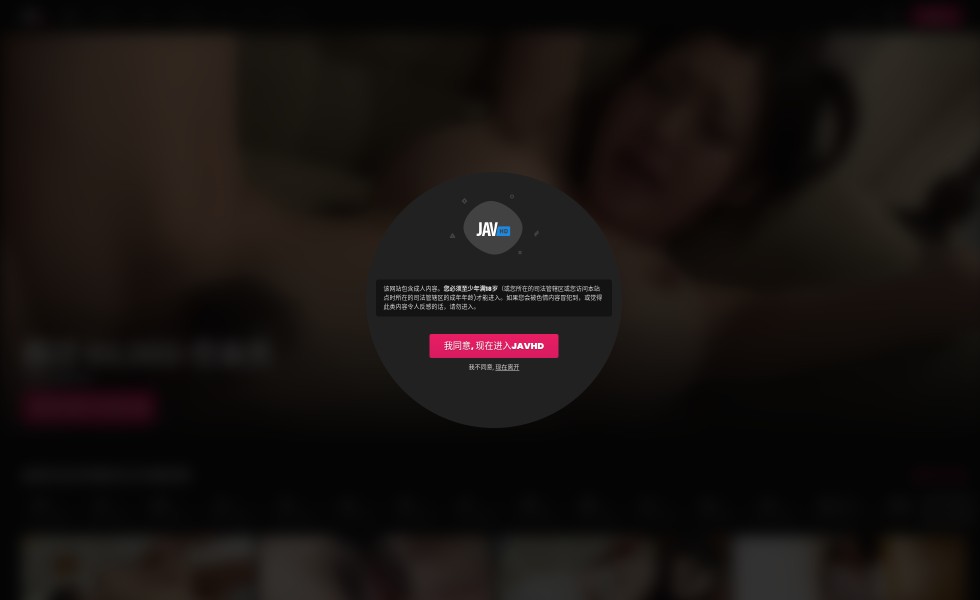 JAV HD
该网站包含成人内容。您必须至少年满18岁（或您所在的司法管辖区或您访问本站
点时所在的司法管辖区的成年年龄)才能进入。如果您会被色情内容冒犯到，或觉得
此类内容令人反感的话，请勿进入。
我同意, 现在进入JAVHD
我不同意, 现在离开